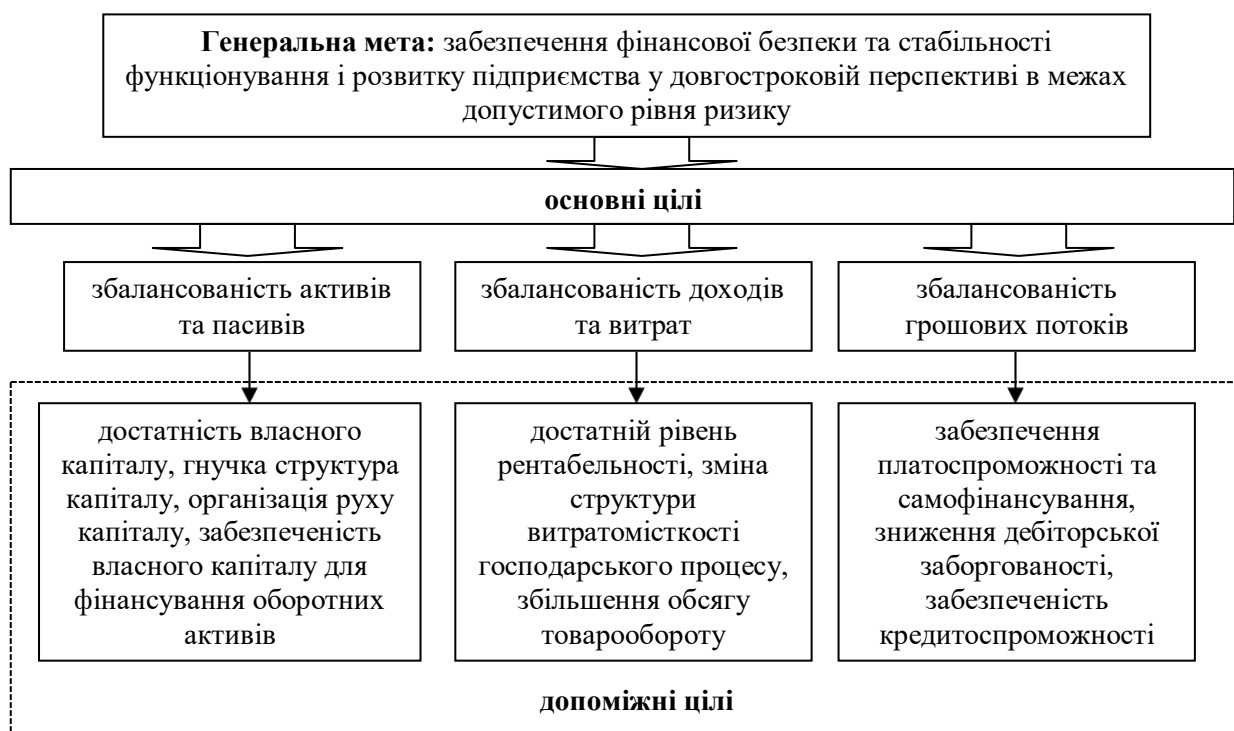 Генеральна мета: забезпечення фінансової безпеки та стабільності
функціонування і розвитку підприємства у довгостроковій перспективі в межах
допустимого рівня ризику
основні цілі
збалансованість активів
та пасивів
збалансованість доходів
та витрат
збалансованість
грошових потоків
достатність власного
капіталу, гнучка структура
капіталу, організація руху
капіталу, забезпеченість
власного капіталу для
фінансування оборотних
активів
достатній рівень
рентабельності, зміна
структури
витратомісткості
господарського процесу,
збільшення обсягу
товарообороту
забезпечення
платоспроможності та
самофінансування,
зниження дебіторської
заборгованості,
забезпеченість
кредитоспроможності
допоміжні цілі